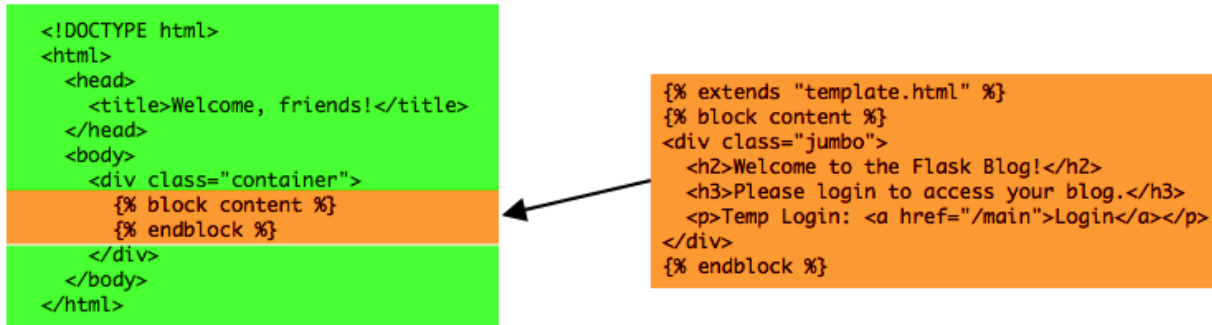 <!DOCTYPE html>
<html>
  <head>
    <title>Welcome, friends!</title>
  </head>
  <body>
    <div class="container">
      {% block content %}
      {% endblock %}
    </div>
  </body>
</html>
{% extends "template.html" %}
{% block content %}
<div class="jumbo">
  <h2>Welcome to the Flask Blog!</h2>
  <h3>Please login to access your blog.</h3>
  <p>Temp Login: <a href="/main">Login</a></p>
</div>
{% endblock %}